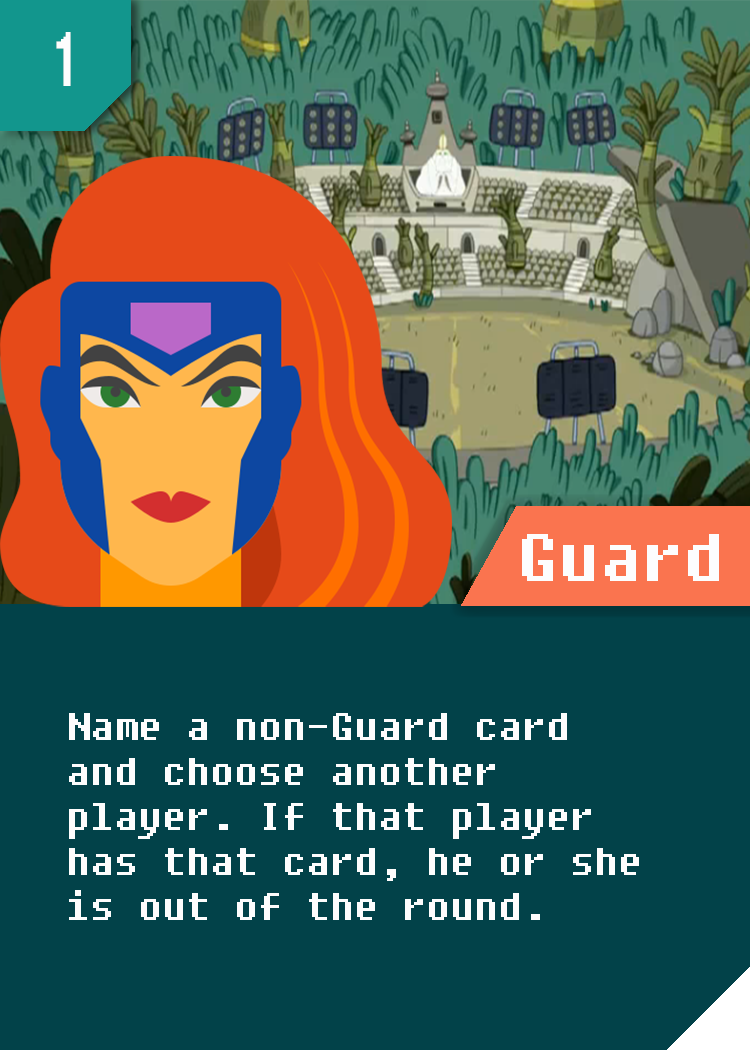 1
Guard
Name a non-Guard card
and choose another
player. If that player
has that card, he or she
is out of the round.